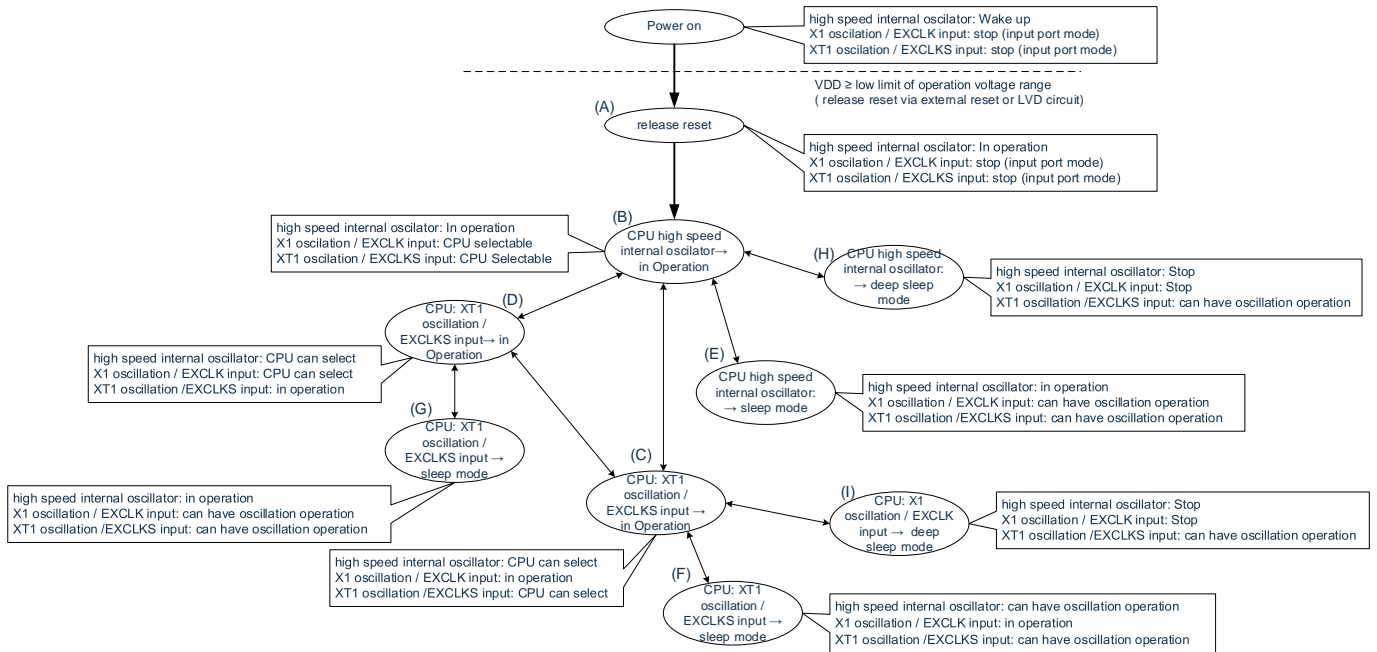 Power on
high speed internal oscilator: Wake up
X1 oscilation / EXCLK input: stop (input port mode)
XT1 oscilation / EXCLKS input: stop (input port mode)
VDD ≥ low limit of operation voltage range
( release reset via external reset or LVD circuit)
(A)
release reset
high speed internal oscilator: In operation
X1 oscilation / EXCLK input: stop (input port mode)
XT1 oscilation / EXCLKS input: stop (input port mode)
(B)
CPU high speed
internal oscilator→
in Operation
high speed internal oscilator: In operation
X1 oscilation / EXCLK input: CPU selectable
XT1 oscilation / EXCLKS input: CPU Selectable
(H)
CPU high speed
internal oscillator:
→ deep sleep
mode
high speed internal oscillator: Stop
X1 oscillation / EXCLK input: Stop
XT1 oscillation /EXCLKS input: can have oscillation operation
(D)
CPU: XT1
oscillation /
EXCLKS input→ in
Operation
high speed internal oscillator: CPU can select
X1 oscillation / EXCLK input: CPU can select
XT1 oscillation /EXCLKS input: in operation
(E)
CPU high speed
internal oscillator:
→ sleep mode
high speed internal oscillator: in operation
X1 oscillation / EXCLK input: can have oscillation operation
XT1 oscillation /EXCLKS input: can have oscillation operation
(G)
CPU: XT1
oscillation /
EXCLKS input →
sleep mode
high speed internal oscillator: in operation
X1 oscillation / EXCLK input: can have oscillation operation
XT1 oscillation /EXCLKS input: can have oscillation operation
(C)
CPU: XT1
oscillation /
EXCLKS input →
in Operation
high speed internal oscillator: CPU can select
X1 oscillation / EXCLK input: in operation
XT1 oscillation /EXCLKS input: CPU can select
(I)
CPU: X1
oscillation / EXCLK
input → deep
sleep mode
high speed internal oscillator: Stop
X1 oscillation / EXCLK input: Stop
XT1 oscillation /EXCLKS input: can have oscillation operation
(F)
CPU: XT1
oscillation /
EXCLKS input →
sleep mode
high speed internal oscillator: can have oscillation operation
X1 oscillation / EXCLK input: in operation
XT1 oscillation /EXCLKS input: can have oscillation operation